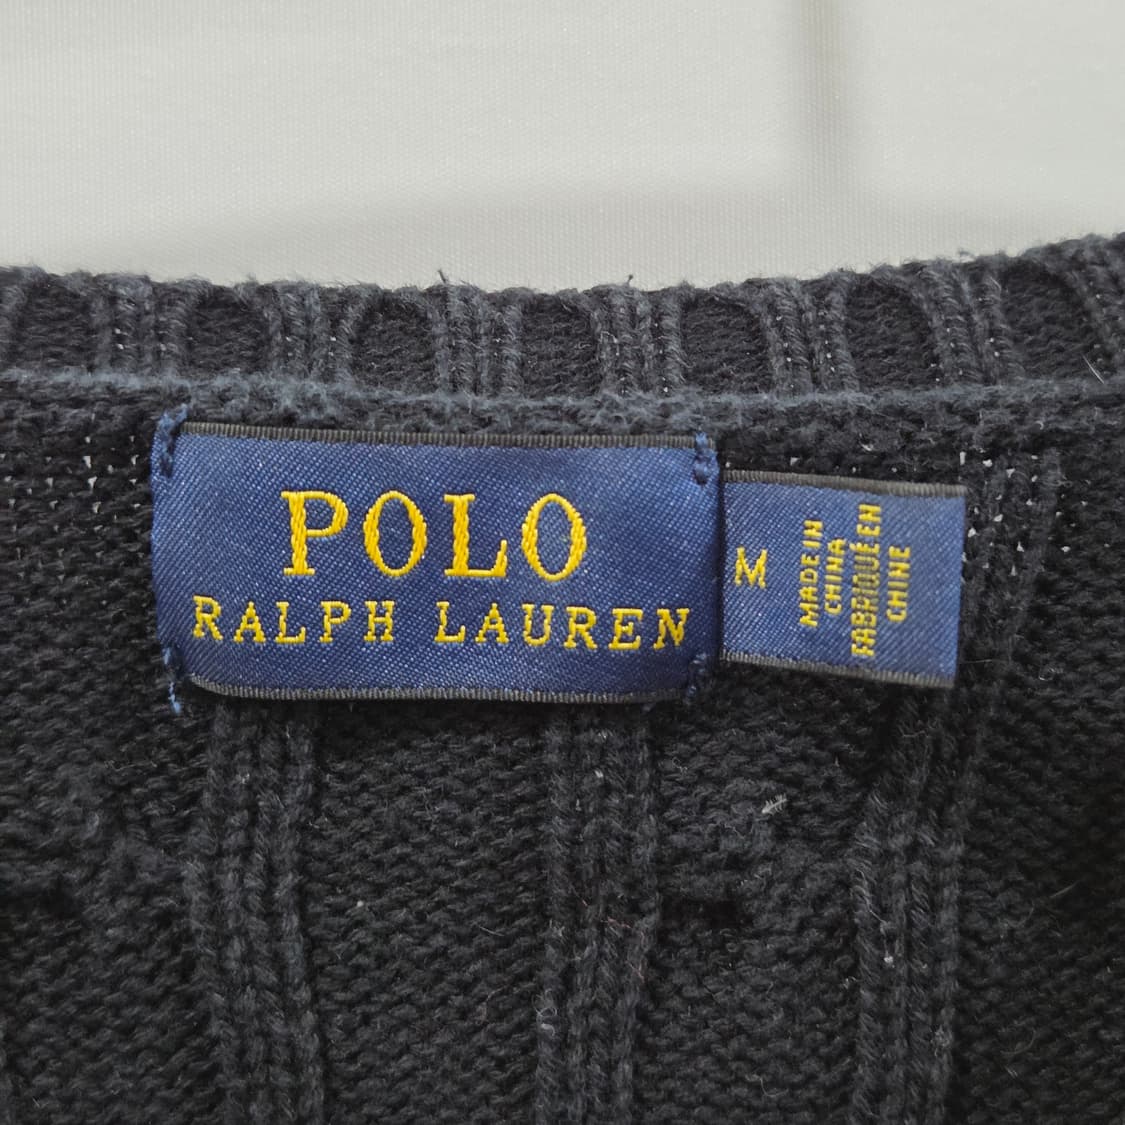 POLO
RALPH LAUREN
M
MADE IN
CHINA
FABRIQUÉ EN
CHINE